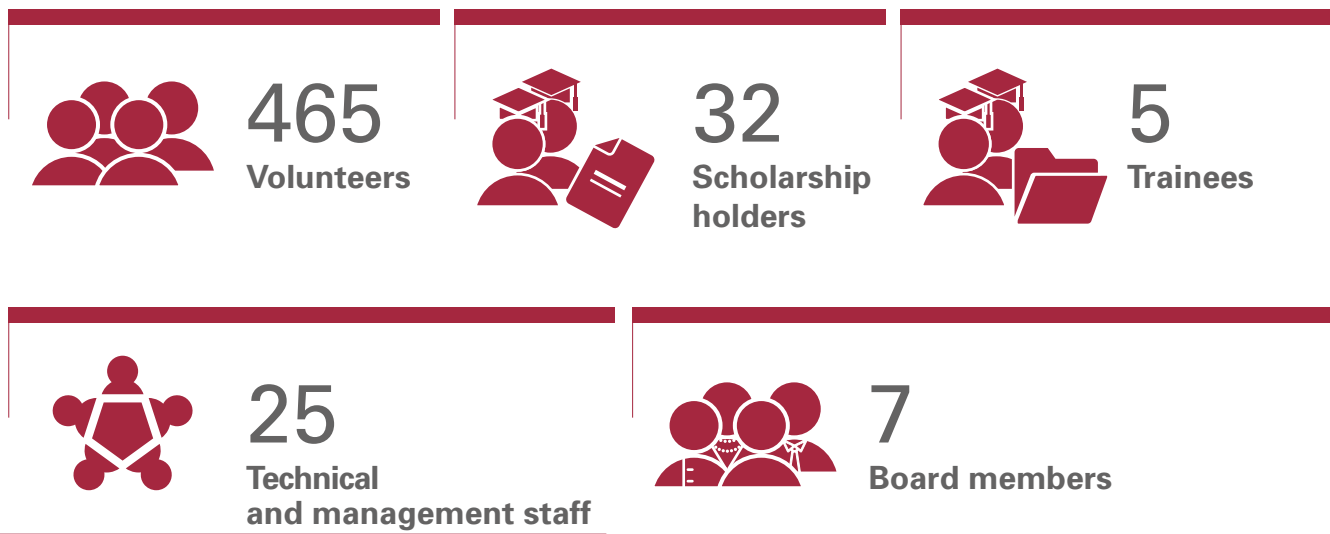 465
Volunteers
32
Scholarship
holders
5
Trainees
25
Technical
and management staff
7
Board members